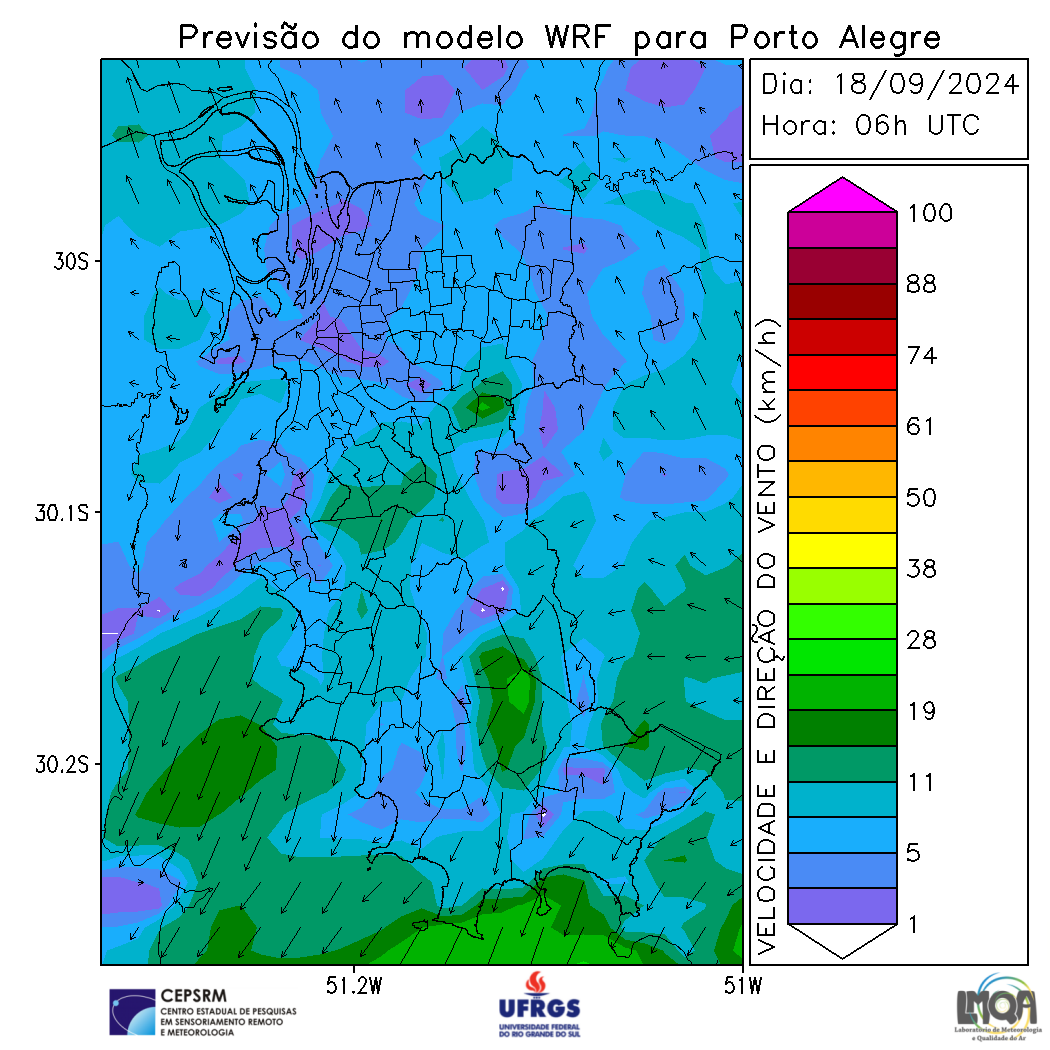 Previsão do modelo WRF para Porto Alegre
Dia: 18/09/2024
Hora: 06h UTC
30S
30.1S
30.2S
51.2W
51W
VELOCIDADE E DIREÇÃO DO VENTO (km/h)
100
88
74
61
50
38
28
19
11
5
1
CEPSRM
CENTRO ESTADUAL DE PESQUISAS
EM SENSORIAMENTO REMOTO
E METEOROLOGIA
UFRGS
UNIVERSIDADE FEDERAL
DO RIO GRANDE DO SUL
LMQA
Laboratório de Meteorologia
e Qualidade do Ar